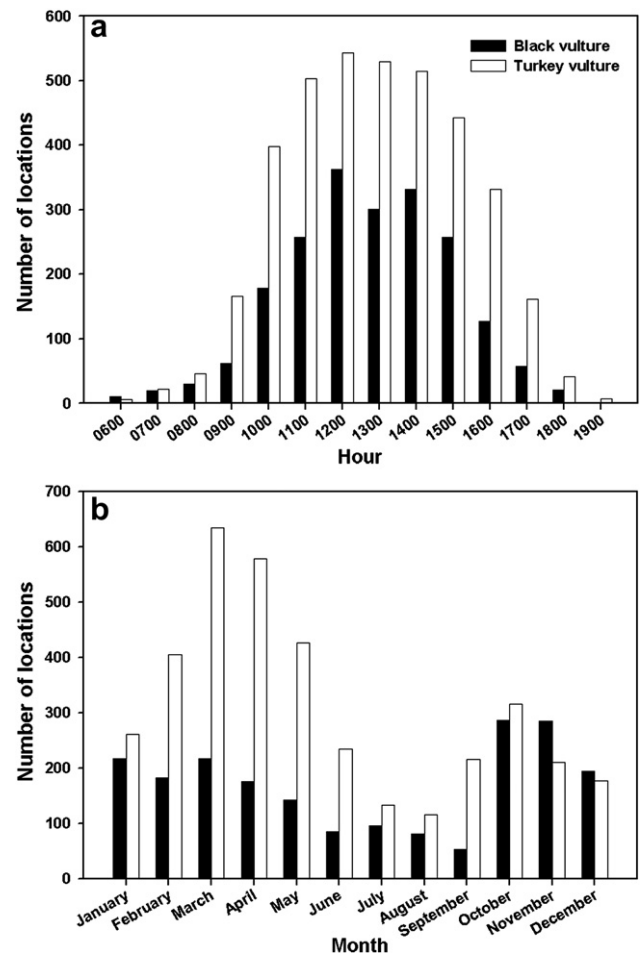 a
Black vulture
Turkey vulture
Number of locations
600
500
400
300
200
100
0
0600 0700 0800 0900 1000 1100 1200 1300 1400 1500 1600 1700 1800 1900
Hour
b
Number of locations
700
600
500
400
300
200
100
0
January February March April May June July August September October November December
Month